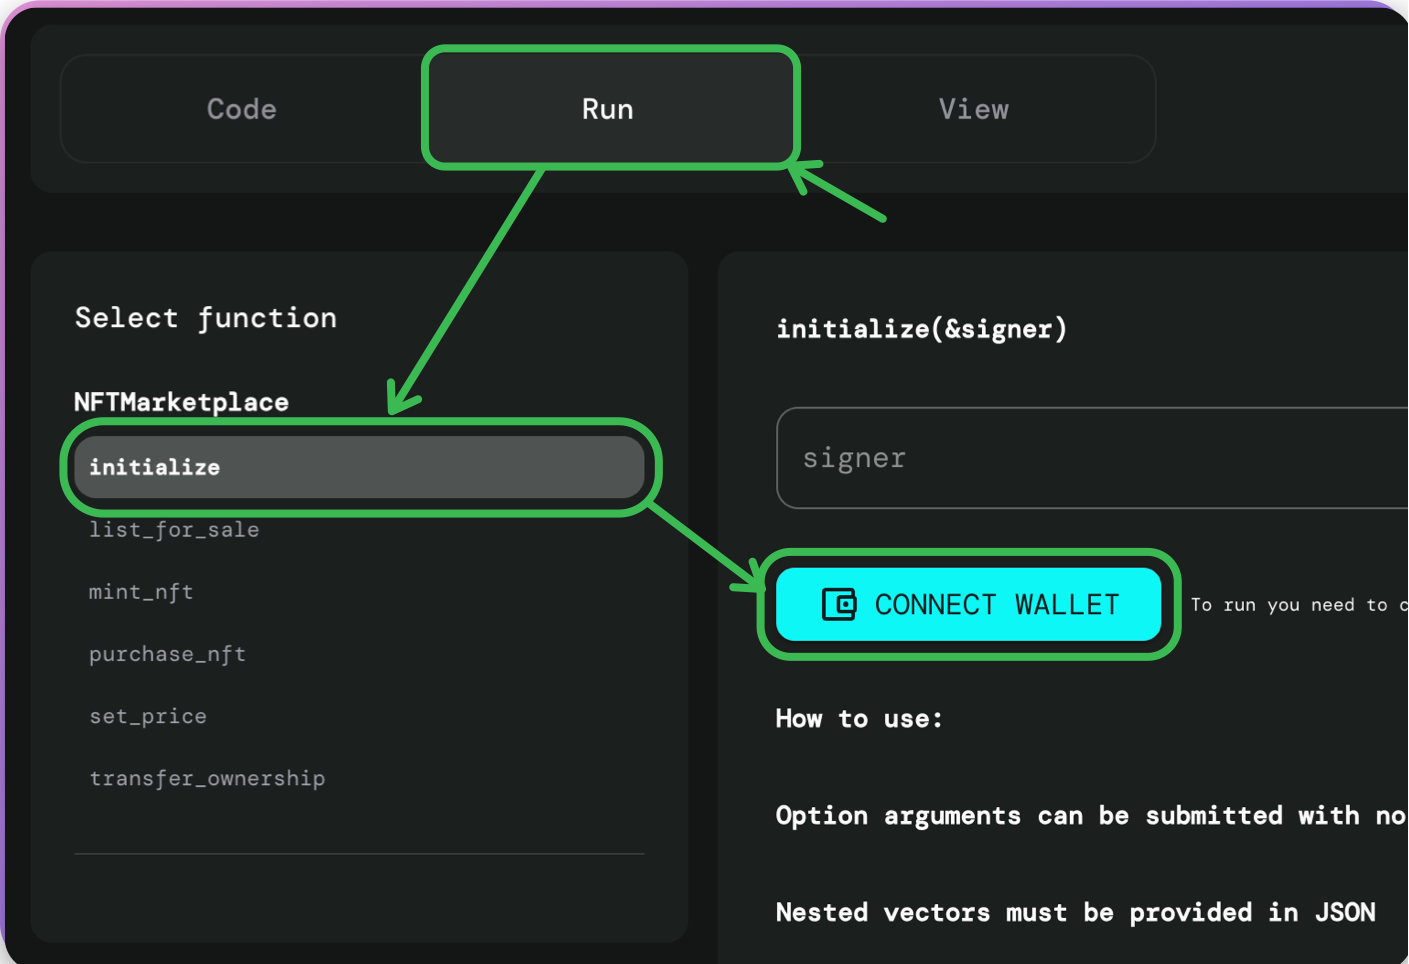 Code
Run
View
Select function
NFTMarketplace
initialize
list_for_sale
mint_nft
purchase_nft
set_price
transfer_ownership
initialize(&signer)
signer
CONNECT WALLET
To run you need to c
How to use:
Option arguments can be submitted with no
Nested vectors must be provided in JSON